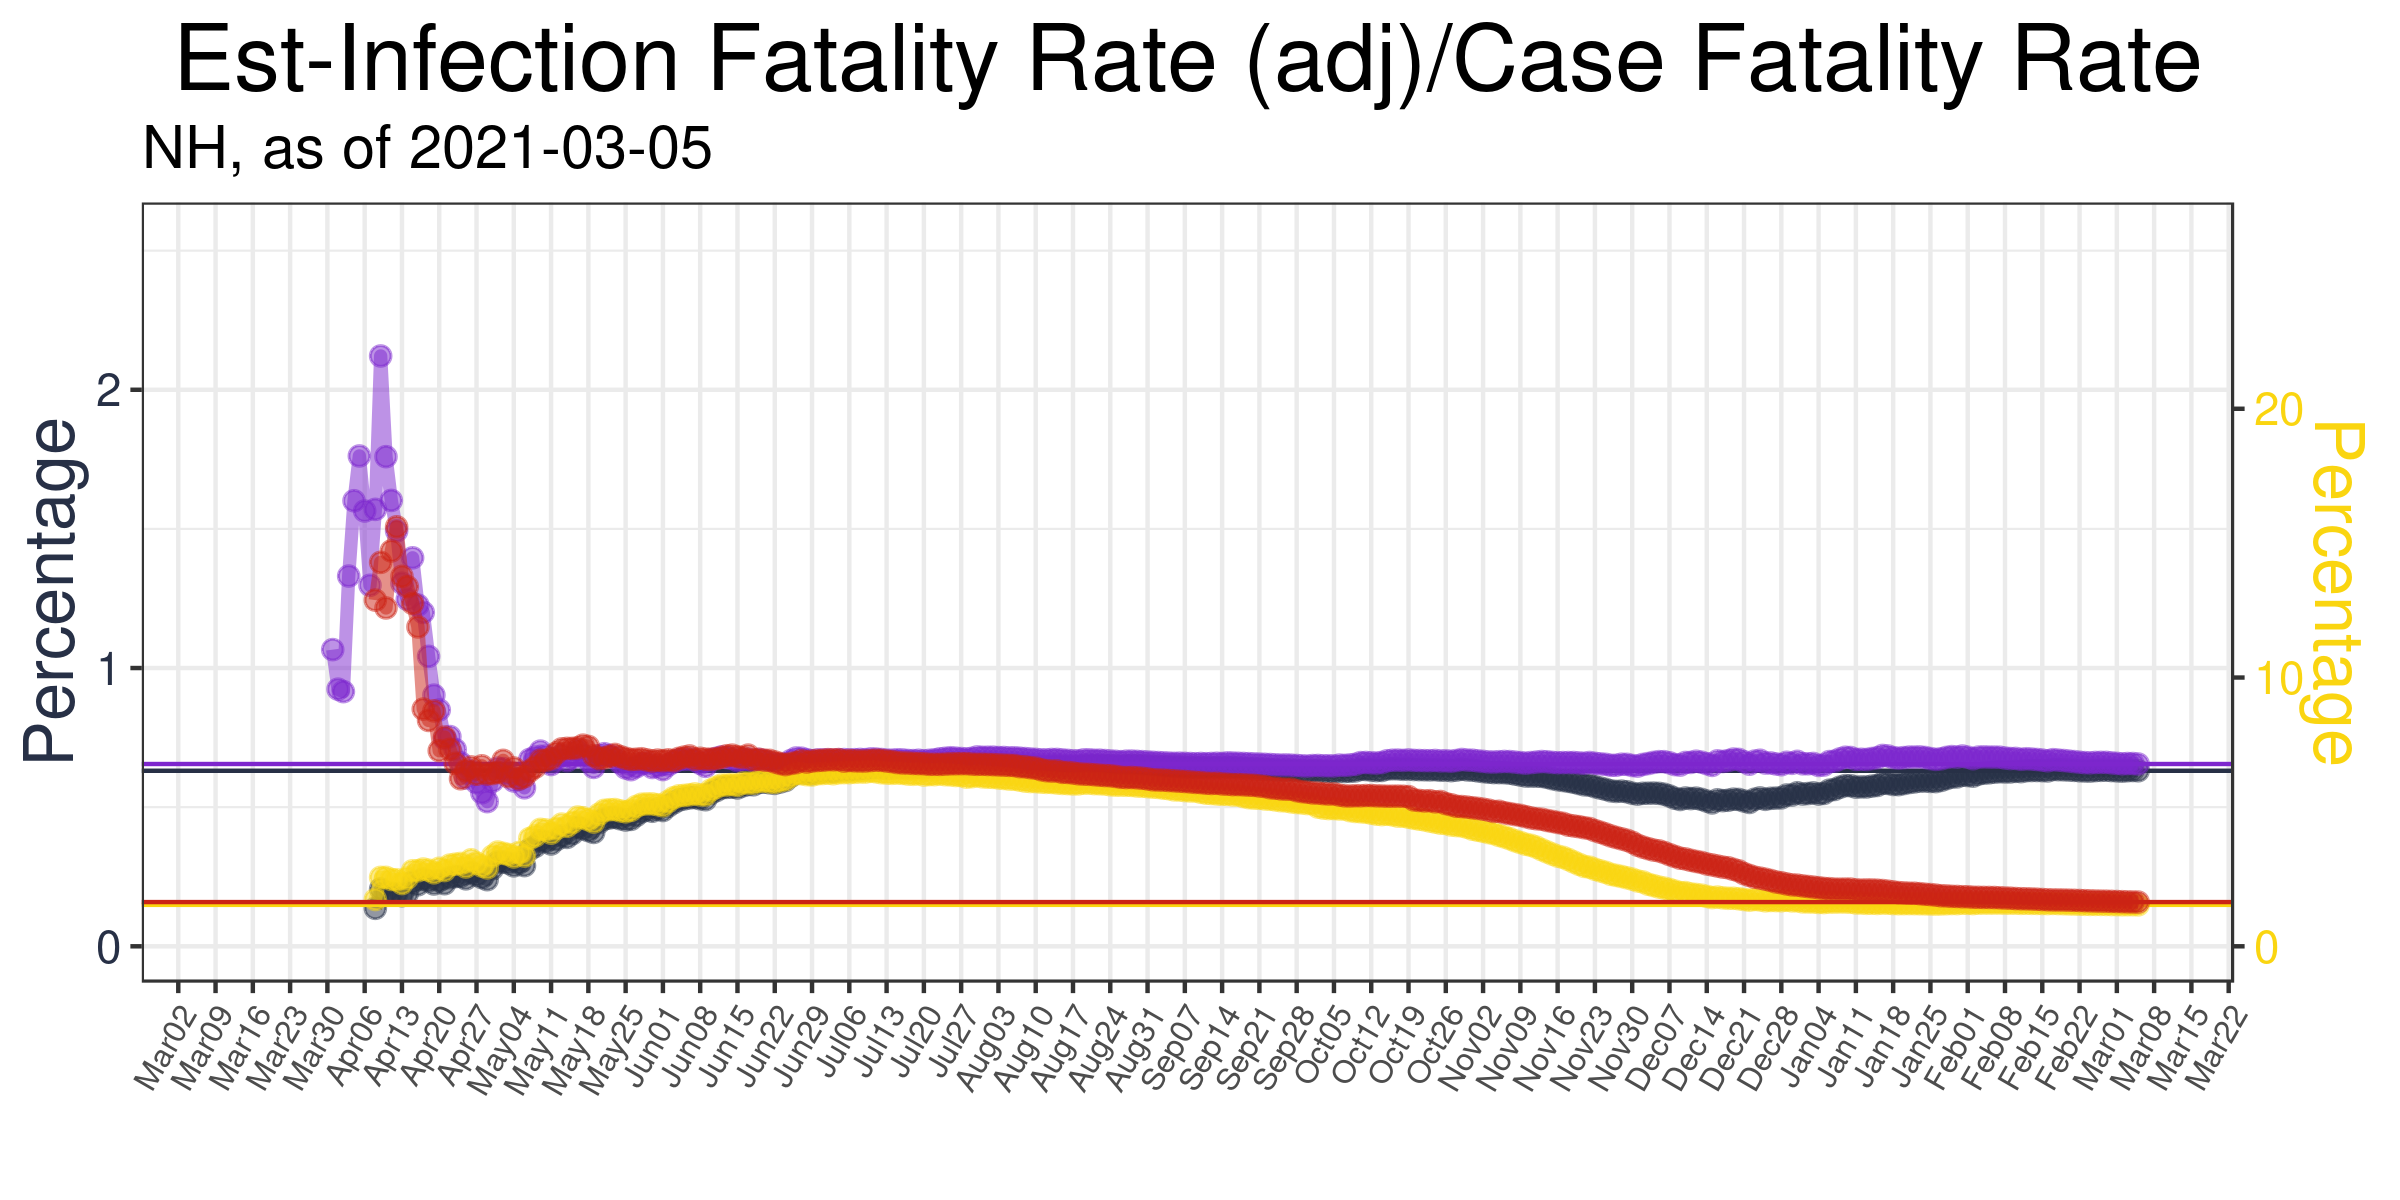 Est-Infection Fatality Rate (adj)/Case Fatality Rate
NH, as of 2021-03-05
Percentage
2
1
0
20
10
0
Percentage
Mar02
Mar09
Mar16
Mar23
Mar30
Apr06
Apr13
Apr20
Apr27
May04
May11
May18
May25
Jun01
Jun08
Jun15
Jun22
Jun29
Jul06
Jul13
Jul20
Jul27
Aug03
Aug10
Aug17
Aug24
Aug31
Sep07
Sep14
Sep21
Sep28
Oct05
Oct12
Oct19
Oct26
Nov02
Nov09
Nov16
Nov23
Nov30
Dec07
Dec14
Dec21
Dec28
Jan04
Jan11
Jan18
Jan25
Feb01
Feb08
Feb15
Feb22
Mar01
Mar08
Mar15
Mar22